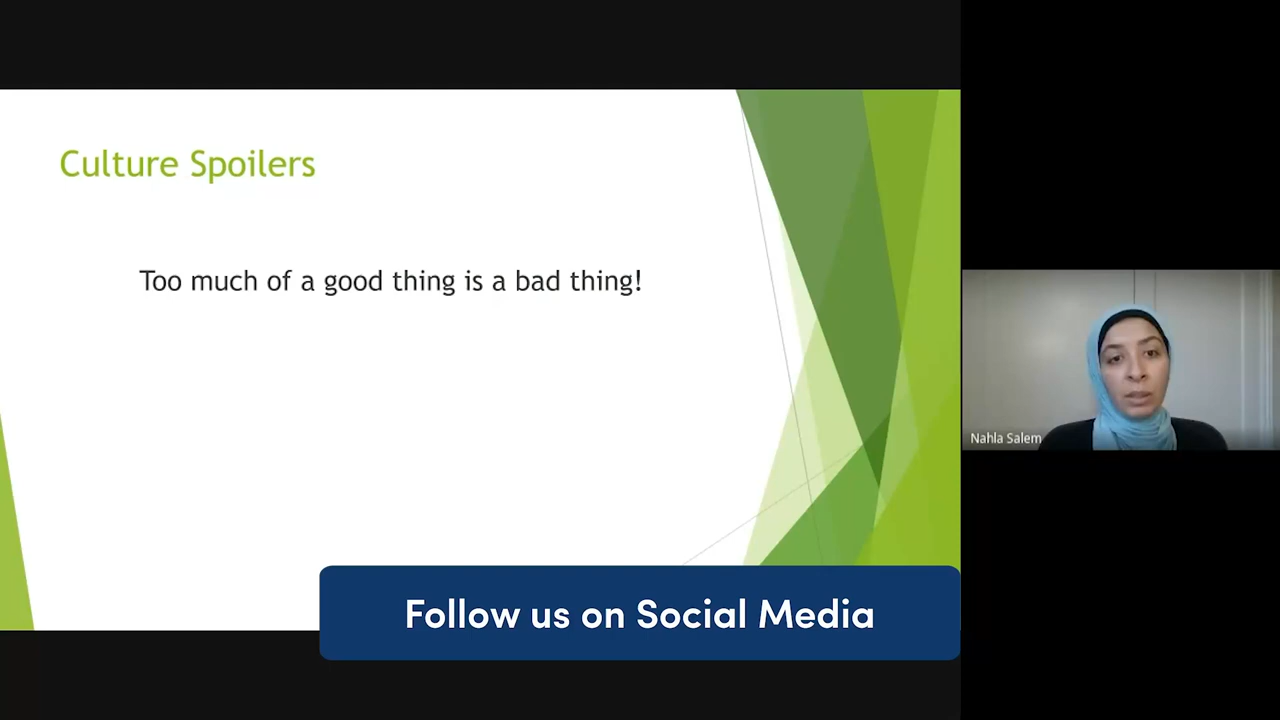 Culture Spoilers
Too much of a good thing is a bad thing!
Nahla Salem
Follow us on Social Media